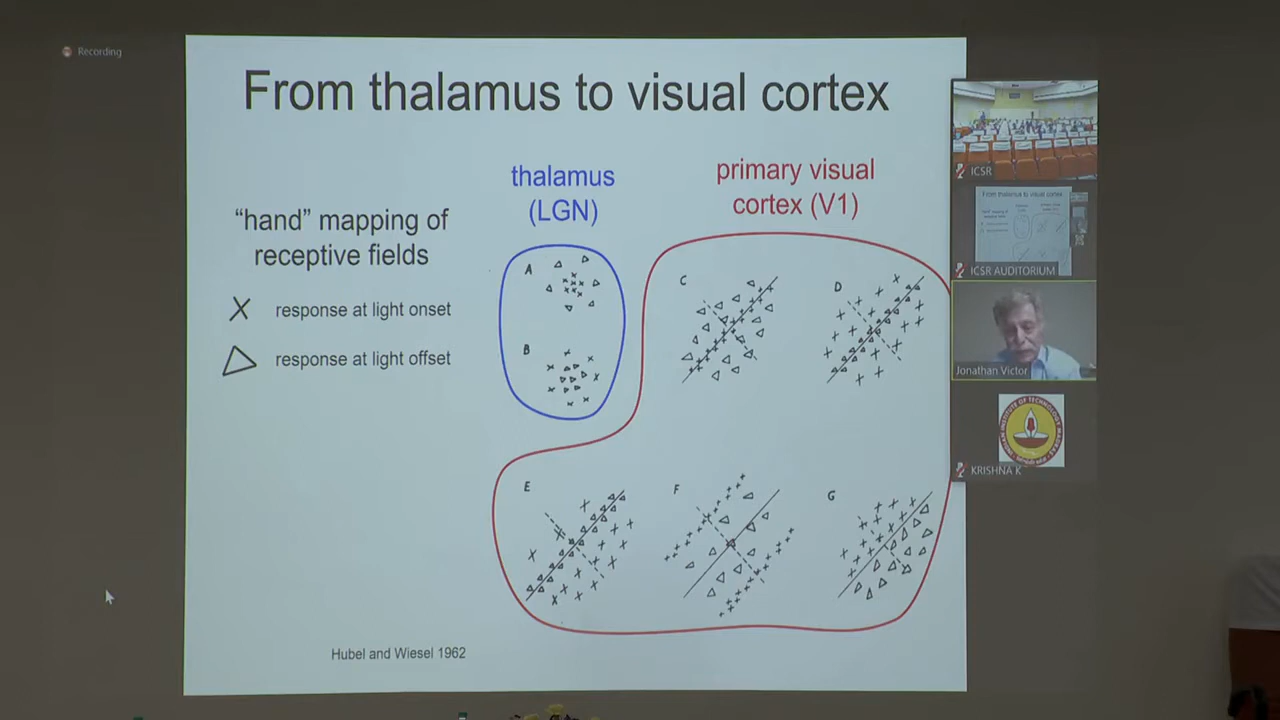 Recording
From thalamus to visual cortex
thalamus
(LGN)
primary visual
cortex (V1)
"hand" mapping of
receptive fields
X response at light onset
△ response at light offset
A
B
C
D
E
F
G
Hubel and Wiesel 1962
ICSR
From thalamus to visual cortex
ICSR AUDITORIUM
Jonathan Victor
KRISHNA K